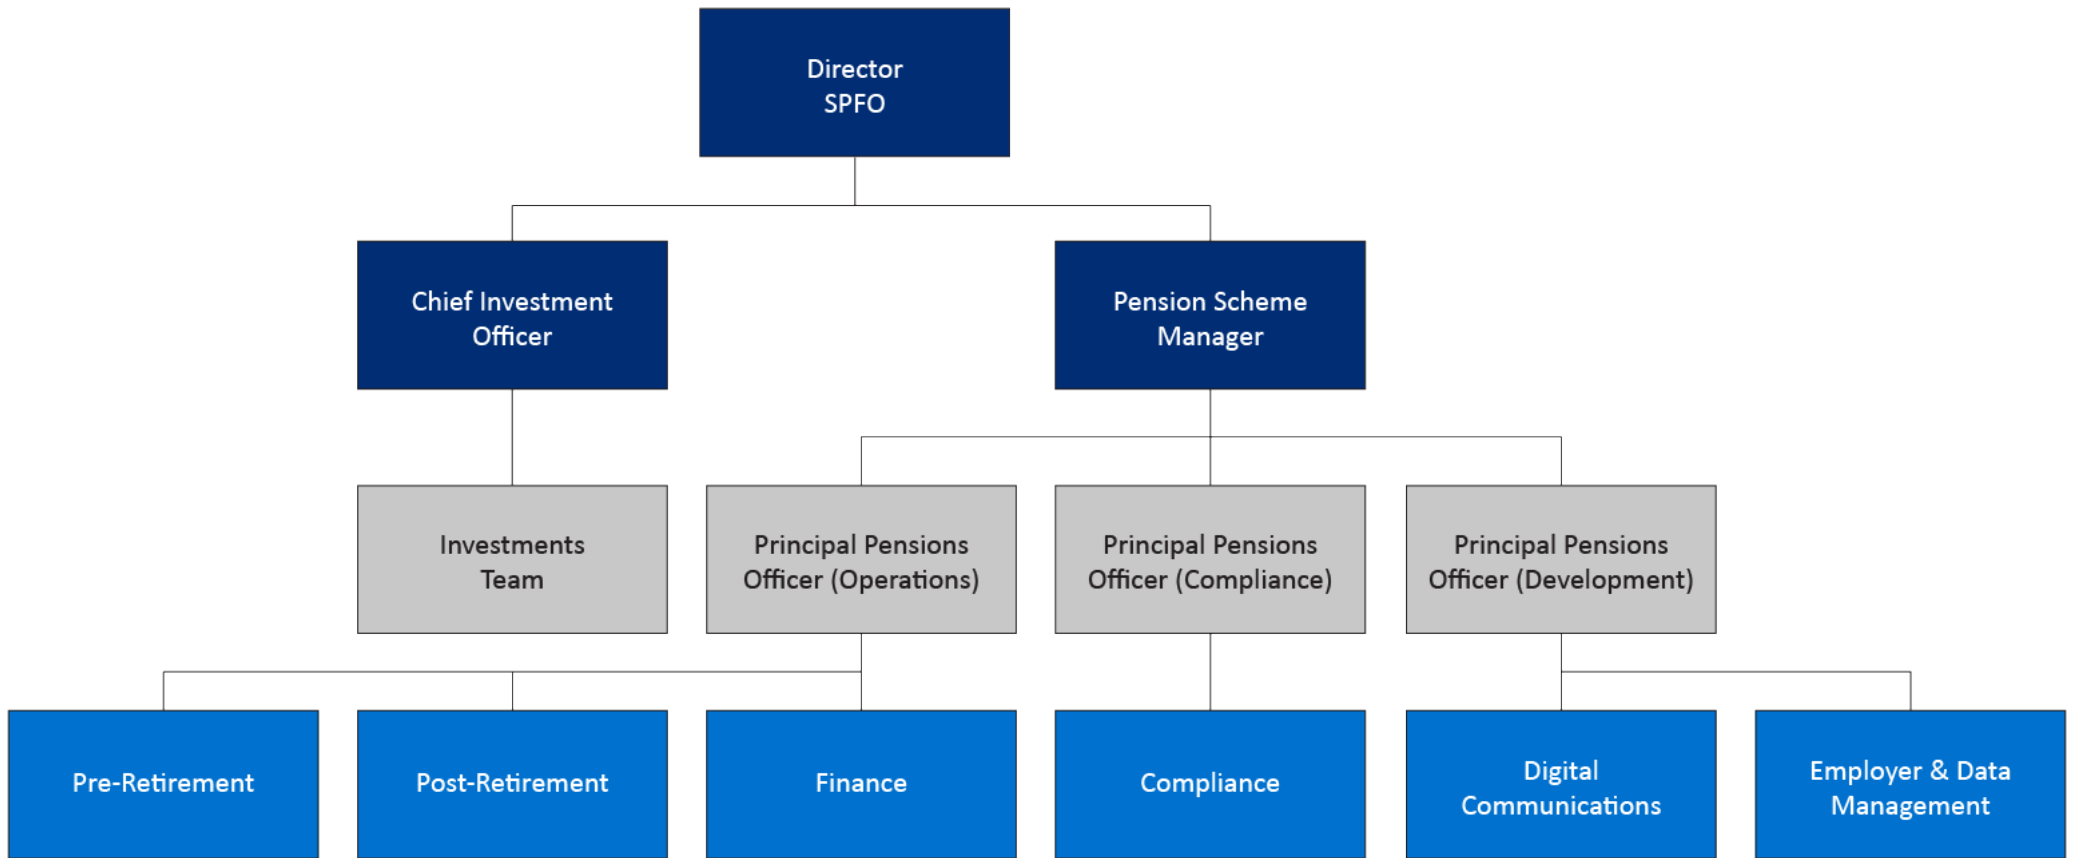 Director
SPFO
Chief Investment
Officer
Pension Scheme
Manager
Investments
Team
Principal Pensions
Officer (Operations)
Principal Pensions
Officer (Compliance)
Principal Pensions
Officer (Development)
Pre-Retirement
Post-Retirement
Finance
Compliance
Digital
Communications
Employer & Data
Management